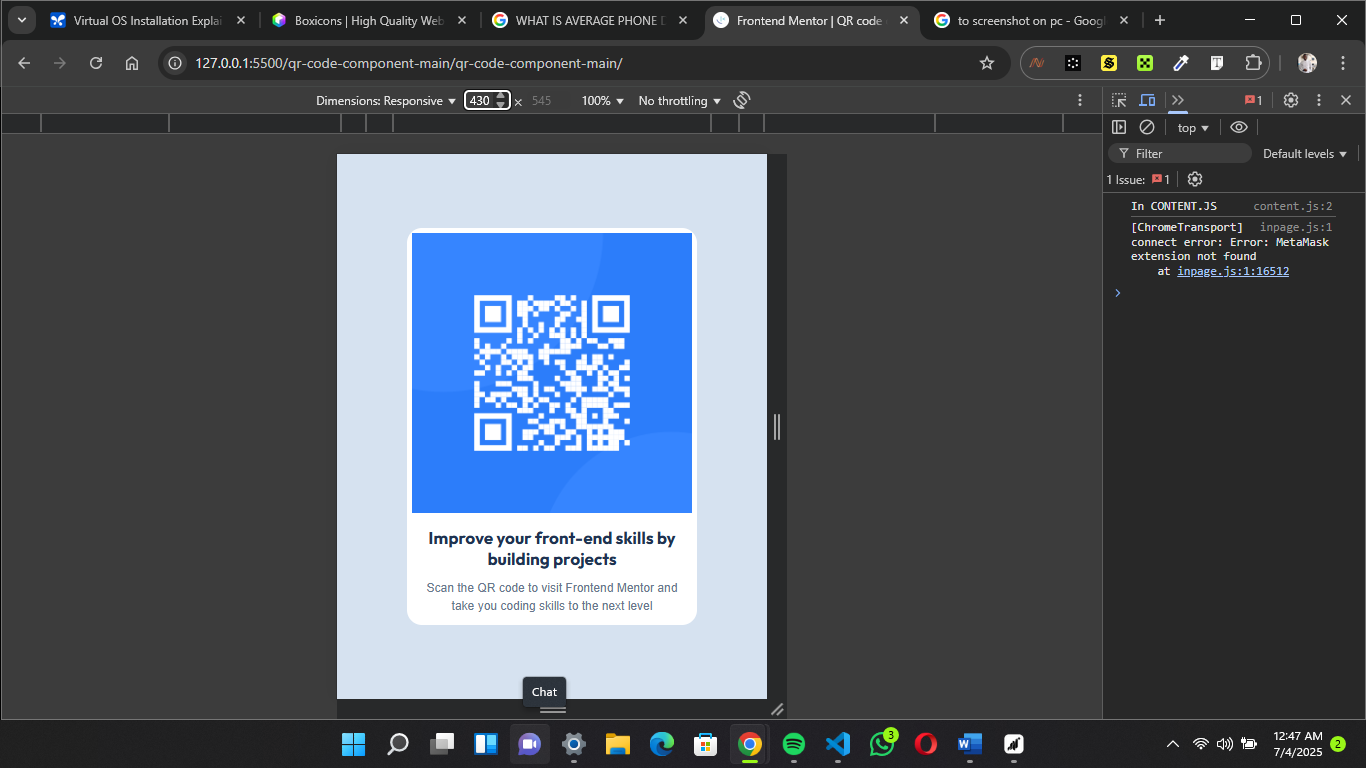 Virtual OS Installation Explai
Boxicons | High Quality Web
WHAT IS AVERAGE PHONE D
Frontend Mentor | QR code
to screenshot on pc - Googl
127.0.0.1:5500/qr-code-component-main/qr-code-component-main/
Dimensions: Responsive 430 × 545 100% No throttling
1
top
Filter Default levels
1 Issue: 1
In CONTENT.JS content.js:2
[ChromeTransport] inpage.js:1
connect error: Error: MetaMask
extension not found
at inpage.js:1:16512
Improve your front-end skills by
building projects
Scan the QR code to visit Frontend Mentor and
take you coding skills to the next level
Chat
3
12:47 AM
7/4/2025
2